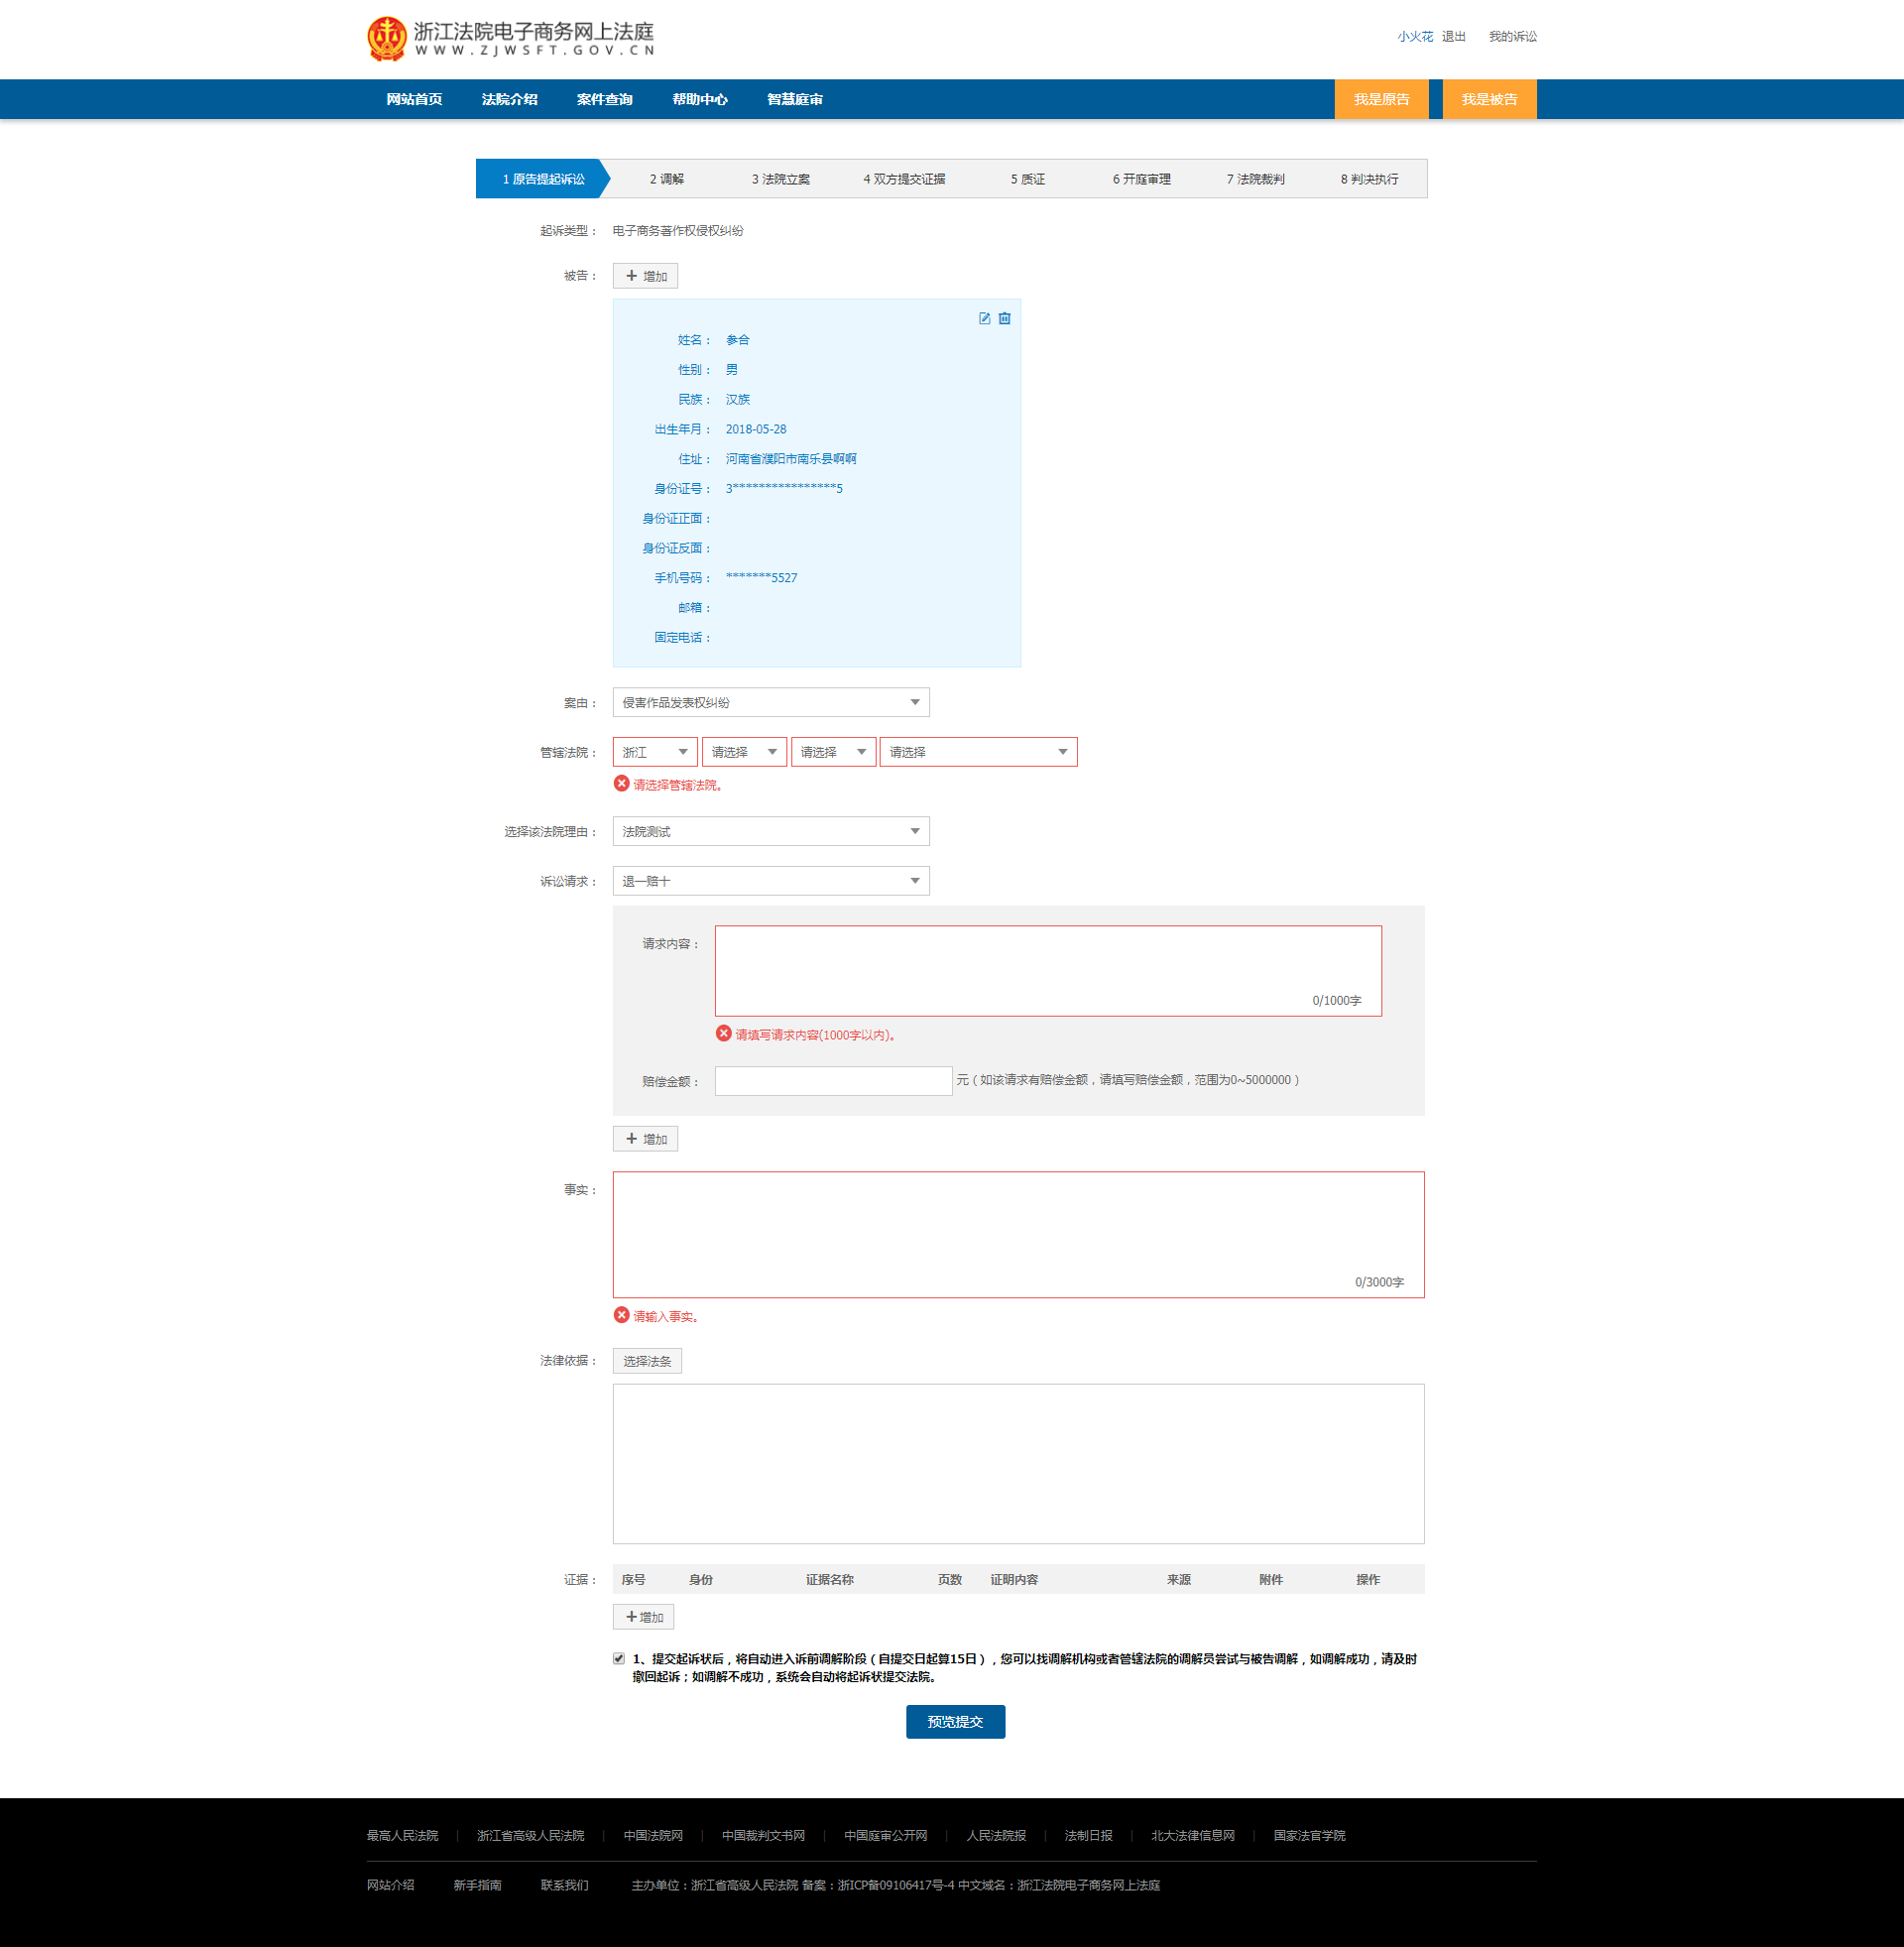 浙江法院电子商务网上法庭
WWW.ZJWSFT.GOV.CN
小火花 退出 我的诉讼
网站首页 法院介绍 案件查询 帮助中心 智慧庭审 我是原告 我是被告
1 原告提起诉讼 2 调解 3 法院立案 4 双方提交证据 5 质证 6 开庭审理 7 法院裁判 8 判决执行
起诉类型： 电子商务著作权侵权纠纷
被告： + 增加
姓名： 参合
性别： 男
民族： 汉族
出生年月： 2018-05-28
住址： 河南省濮阳市南乐县啊啊
身份证号： 3****************5
身份证正面：
身份证反面：
手机号码： *******5527
邮箱：
固定电话：
案由： 侵害作品发表权纠纷
管辖法院： 浙江 请选择 请选择 请选择
请选择管辖法院。
选择该法院理由： 法院测试
诉讼请求： 退一赔十
请求内容：
0/1000字
请填写请求内容(1000字以内)。
赔偿金额： 元（如该请求有赔偿金额，请填写赔偿金额，范围为0~5000000）
+ 增加
事实：
0/3000字
请输入事实。
法律依据： 选择法条
证据： 序号 身份 证据名称 页数 证明内容 来源 附件 操作
+增加
1、提交起诉状后，将自动进入诉前调解阶段（自提交日起算15日），您可以找调解机构或者管辖法院的调解员尝试与被告调解，如调解成功，请及时
撤回起诉；如调解不成功，系统会自动将起诉状提交法院。
预览提交
最高人民法院 | 浙江省高级人民法院 | 中国法院网 | 中国裁判文书网 | 中国庭审公开网 | 人民法院报 | 法制日报 | 北大法律信息网 | 国家法官学院
网站介绍 新手指南 联系我们 主办单位：浙江省高级人民法院 备案：浙ICP备09106417号-4 中文域名：浙江法院电子商务网上法庭